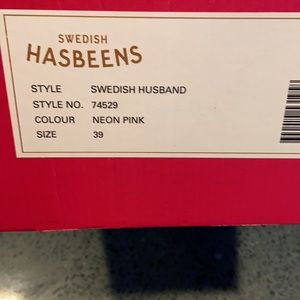 SWEDISH
HASBEENS
STYLE SWEDISH HUSBAND
STYLE NO. 74529
COLOUR NEON PINK
SIZE 39